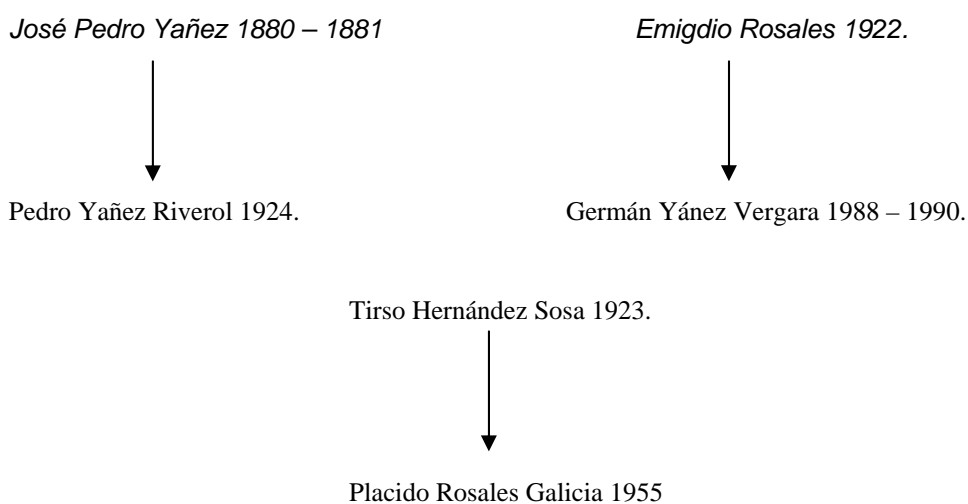 José Pedro Yañez 1880 – 1881
Emigdio Rosales 1922.
Pedro Yañez Riverol 1924.
Germán Yánez Vergara 1988 – 1990.
Tirso Hernández Sosa 1923.
Placido Rosales Galicia 1955